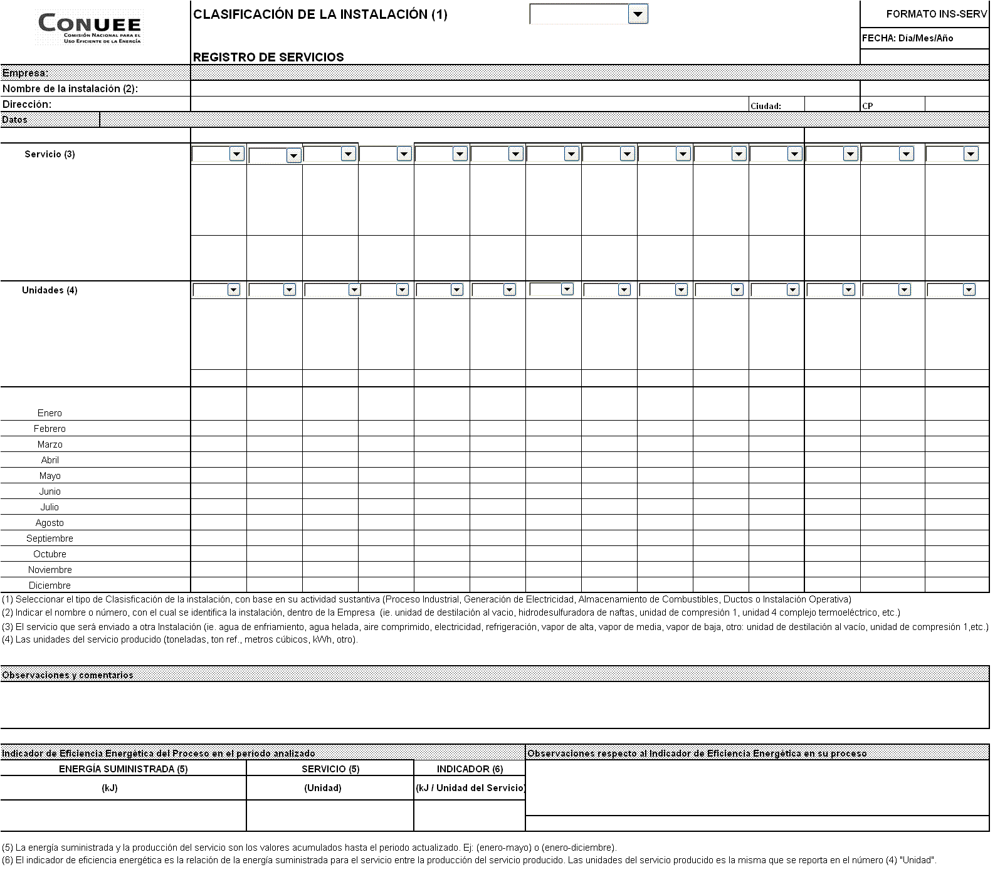 CONUEE
COMISIÓN NACIONAL PARA EL
USO EFICIENTE DE LA ENERGÍA
CLASIFICACIÓN DE LA INSTALACIÓN (1)
FORMATO INS-SERV
FECHA: Día/Mes/Año
REGISTRO DE SERVICIOS
Empresa:
Nombre de la instalación (2):
Dirección:
Ciudad:
CP
Datos
Servicio (3)
Unidades (4)
Enero
Febrero
Marzo
Abril
Mayo
Junio
Julio
Agosto
Septiembre
Octubre
Noviembre
Diciembre
(1) Seleccionar el tipo de Clasisficación de la instalación, con base en su actividad sustantiva (Proceso Industrial, Generación de Electricidad, Almacenamiento de Combustibles, Ductos o Instalación Operativa)
(2) Indicar el nombre o número, con el cual se identifica la instalación, dentro de la Empresa (ie. unidad de destilación al vacio, hidrodesulfuradora de naftas, unidad de compresión 1, unidad 4 complejo termoeléctrico, etc.)
(3) El servicio que será enviado a otra Instalación (ie. agua de enfriamiento, agua helada, aire comprimido, electricidad, refrigeración, vapor de alta, vapor de media, vapor de baja, otro: unidad de destilación al vacío, unidad de compresión 1,etc.)
(4) Las unidades del servicio producido (toneladas, ton ref., metros cúbicos, kWh, otro).
Observaciones y comentarios
Indicador de Eficiencia Energética del Proceso en el período analizado
Observaciones respecto al Indicador de Eficiencia Energética en su proceso
ENERGÍA SUMINISTRADA (5)
SERVICIO (5)
INDICADOR (6)
(kJ)
(Unidad)
(kJ / Unidad del Servicio)
(5) La energía suministrada y la producción del servicio son los valores acumulados hasta el periodo actualizado. Ej: (enero-mayo) o (enero-diciembre).
(6) El indicador de eficiencia energética es la relación de la energía suministrada para el servicio entre la producción del servicio producido. Las unidades del servicio producido es la misma que se reporta en el número (4) "Unidad".